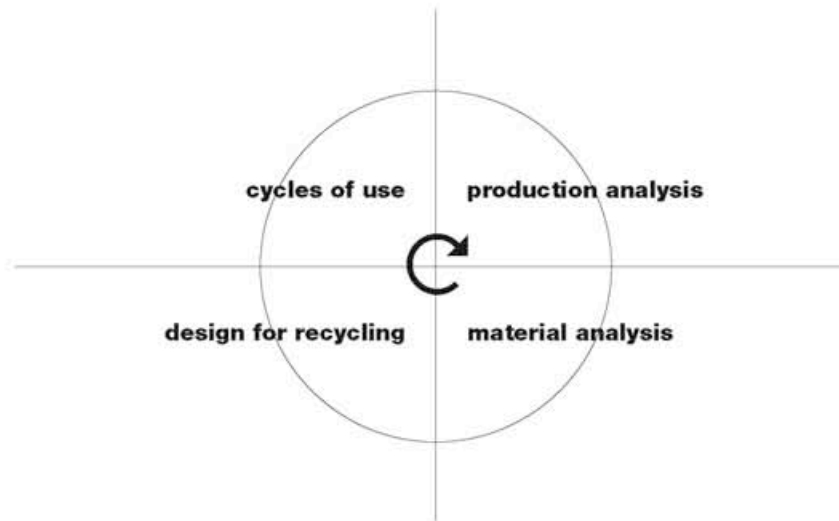 cycles of use
production analysis
design for recycling
material analysis